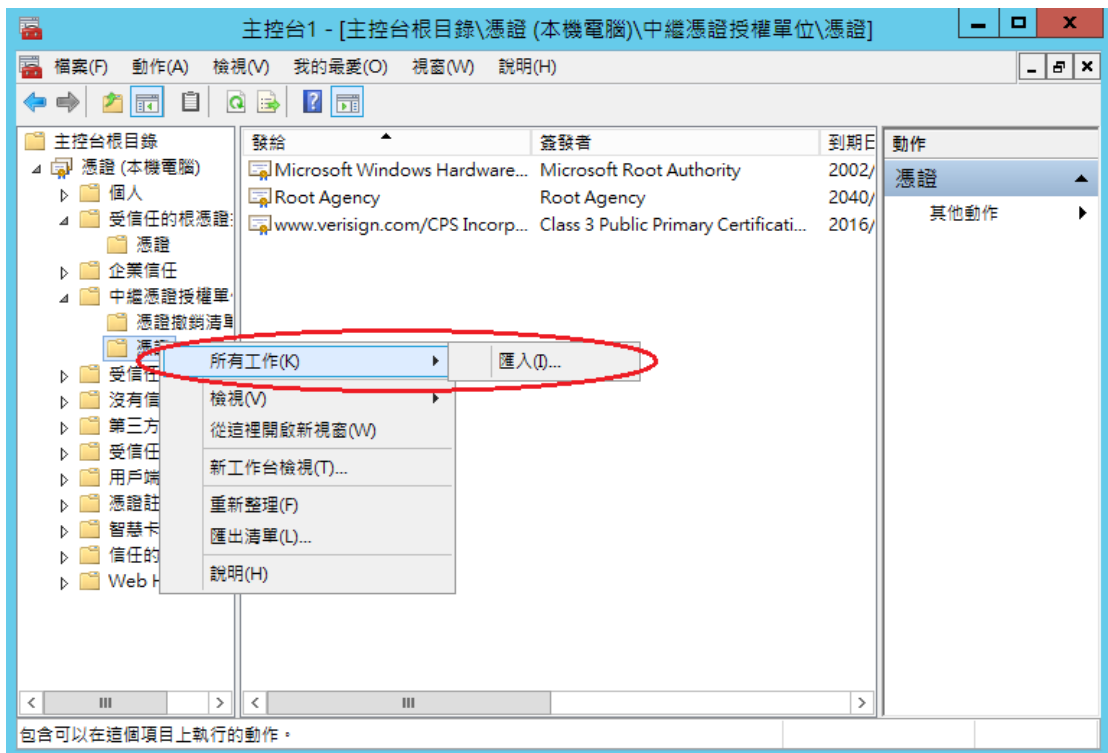 主控台1 - [主控台根目錄\憑證 (本機電腦)\中繼憑證授權單位\憑證]
檔案(F) 動作(A) 檢視(V) 我的最愛(O) 視窗(W) 說明(H)
主控台根目錄
憑證 (本機電腦)
個人
受信任的根憑證
憑證
企業信任
中繼憑證授權單
憑證撤銷清單
憑證
受信任
沒有信
第三方
受信任
用戶端
憑證註
智慧卡
信任的
Web H
發給 簽發者 到期日
Microsoft Windows Hardware... Microsoft Root Authority 2002/
Root Agency Root Agency 2040/
www.verisign.com/CPS Incorp... Class 3 Public Primary Certificati... 2016/
所有工作(K)
匯入(I)...
檢視(V)
從這裡開啟新視窗(W)
新工作台檢視(T)...
重新整理(F)
匯出清單(L)...
說明(H)
動作
憑證
其他動作
包含可以在這個項目上執行的動作。